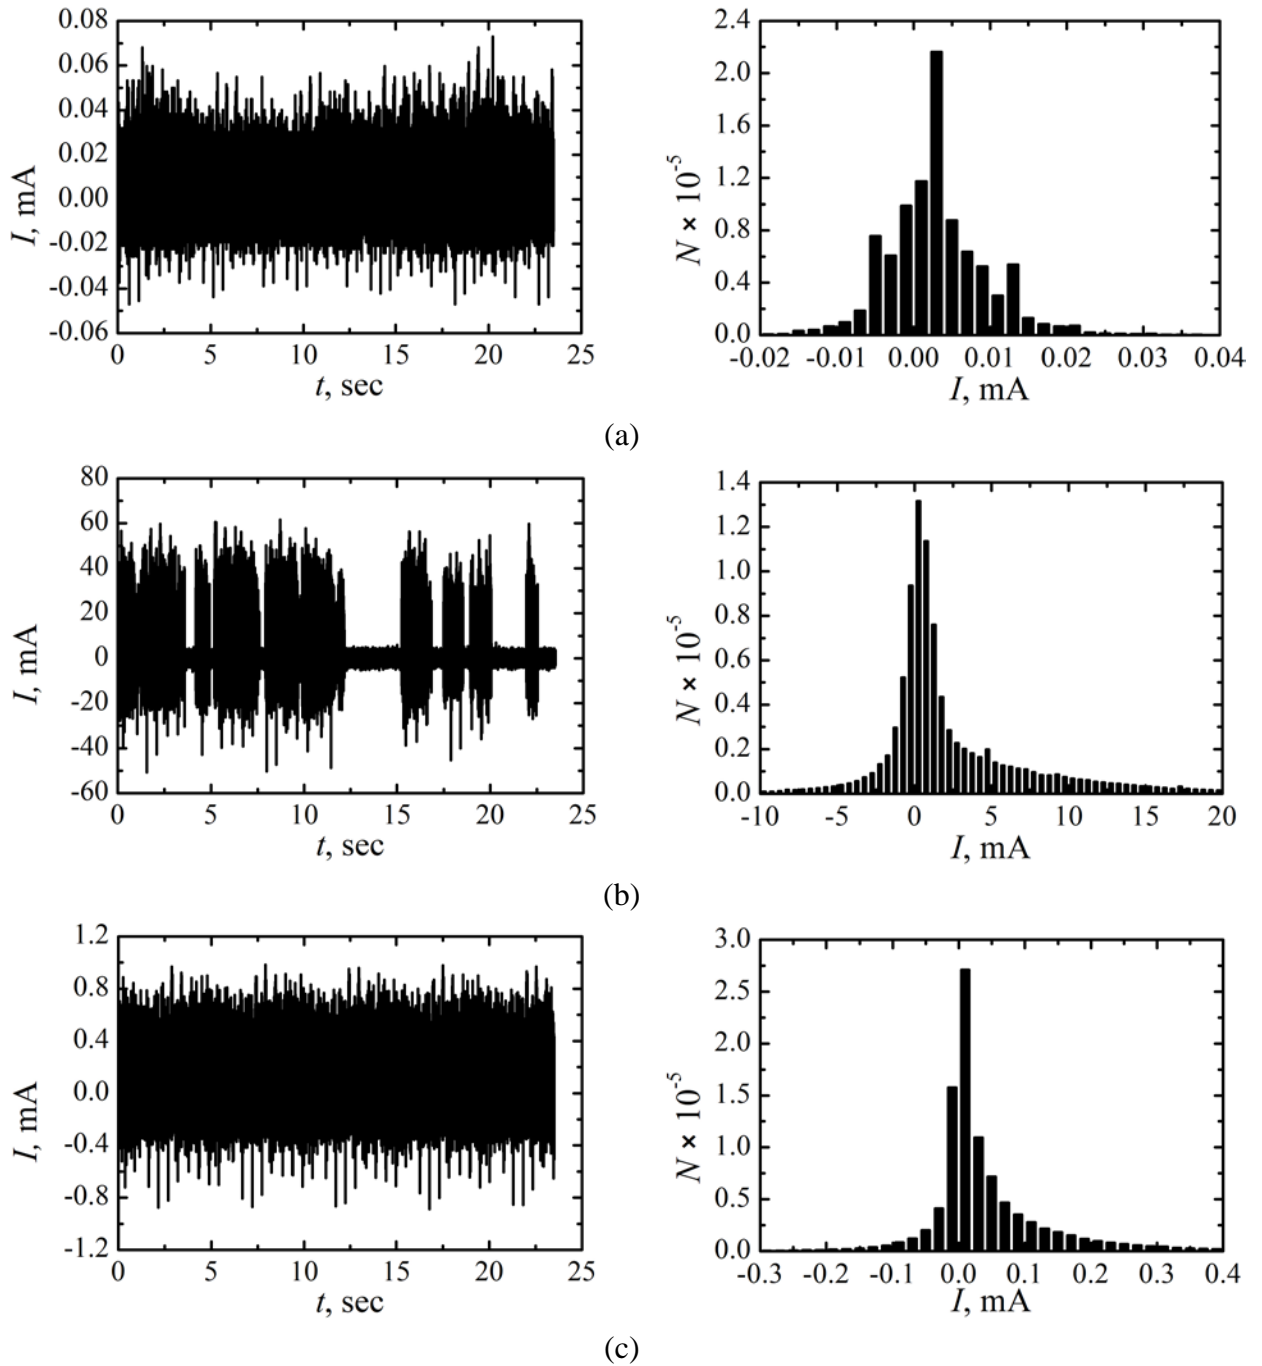 0.08
0.06
0.04
0.02
0.00
-0.02
-0.04
-0.06
I, mA
0 5 10 15 20 25
t, sec
2.4
2.0
1.6
1.2
0.8
0.4
0.0
N × 10⁻⁵
-0.02 -0.01 0.00 0.01 0.02 0.03 0.04
I, mA
(a)
80
60
40
20
0
-20
-40
-60
I, mA
0 5 10 15 20 25
t, sec
1.4
1.2
1.0
0.8
0.6
0.4
0.2
0.0
N × 10⁻⁵
-10 -5 0 5 10 15 20
I, mA
(b)
1.2
0.8
0.4
0.0
-0.4
-0.8
-1.2
I, mA
0 5 10 15 20 25
t, sec
3.0
2.5
2.0
1.5
1.0
0.5
0.0
N × 10⁻⁵
-0.3 -0.2 -0.1 0.0 0.1 0.2 0.3 0.4
I, mA
(c)